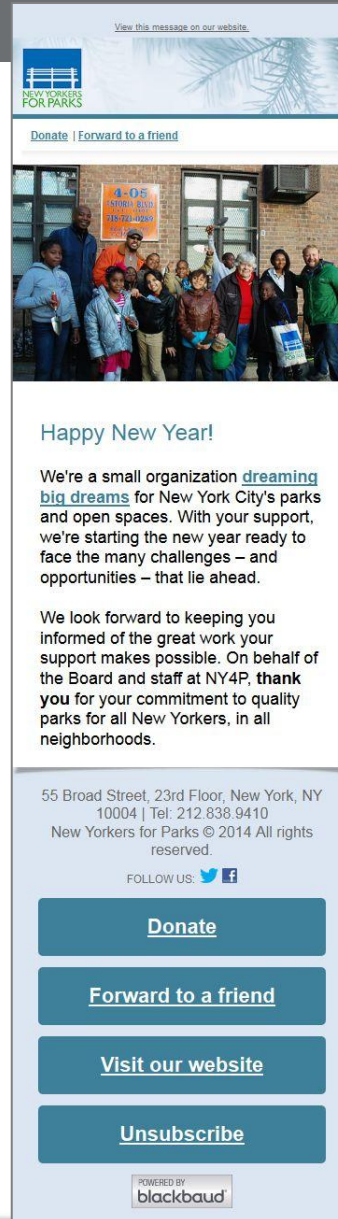 View this message on our website.
NEW YORKERS
FOR PARKS
Donate | Forward to a friend
4-05
ASTORIA BLVD
718-721-0289
Happy New Year!
We're a small organization dreaming
big dreams for New York City's parks
and open spaces. With your support,
we're starting the new year ready to
face the many challenges – and
opportunities – that lie ahead.
We look forward to keeping you
informed of the great work your
support makes possible. On behalf of
the Board and staff at NY4P, thank
you for your commitment to quality
parks for all New Yorkers, in all
neighborhoods.
55 Broad Street, 23rd Floor, New York, NY
10004 | Tel: 212.838.9410
New Yorkers for Parks © 2014 All rights
reserved.
FOLLOW US:
Donate
Forward to a friend
Visit our website
Unsubscribe
POWERED BY
blackbaud